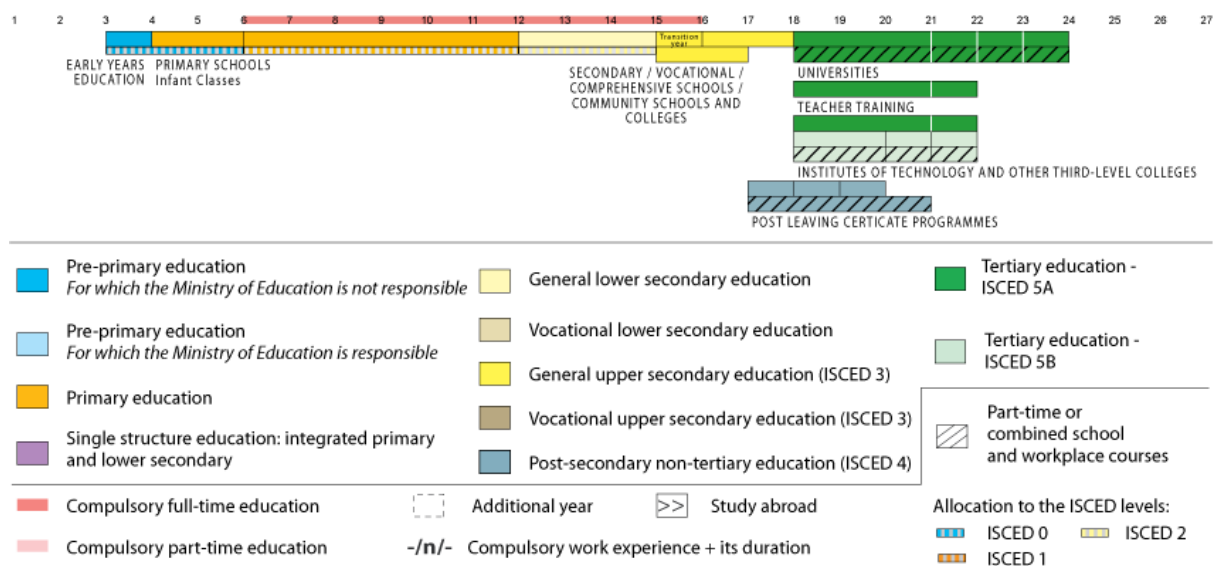 1 2 3 4 5 6 7 8 9 10 11 12 13 14 15 16 17 18 19 20 21 22 23 24 25 26 27
Transition
year
EARLY YEARS
EDUCATION
PRIMARY SCHOOLS
Infant Classes
SECONDARY / VOCATIONAL /
COMPREHENSIVE SCHOOLS /
COMMUNITY SCHOOLS AND
COLLEGES
UNIVERSITIES
TEACHER TRAINING
INSTITUTES OF TECHNOLOGY AND OTHER THIRD-LEVEL COLLEGES
POST LEAVING CERTICATE PROGRAMMES
Pre-primary education
For which the Ministry of Education is not responsible
Pre-primary education
For which the Ministry of Education is responsible
Primary education
Single structure education: integrated primary
and lower secondary
General lower secondary education
Vocational lower secondary education
General upper secondary education (ISCED 3)
Vocational upper secondary education (ISCED 3)
Post-secondary non-tertiary education (ISCED 4)
Tertiary education -
ISCED 5A
Tertiary education -
ISCED 5B
Part-time or
combined school
and workplace courses
Compulsory full-time education
Additional year
>> Study abroad
Compulsory part-time education
-/n/- Compulsory work experience + its duration
Allocation to the ISCED levels:
ISCED 0 ISCED 2
ISCED 1